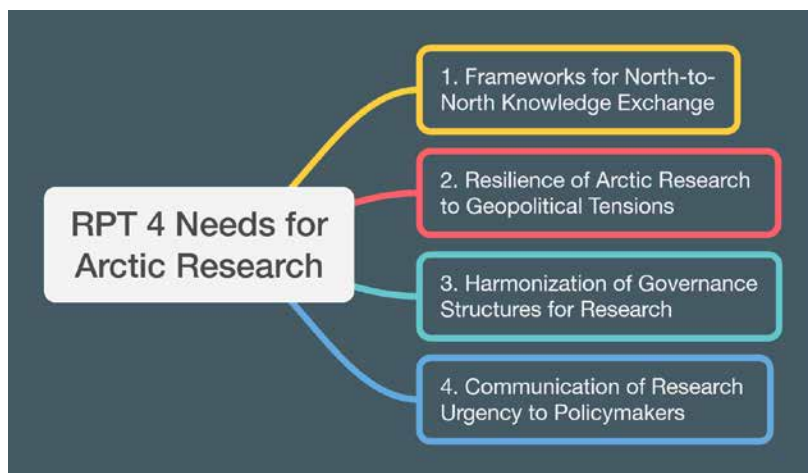 RPT 4 Needs for
Arctic Research
1. Frameworks for North-to-
North Knowledge Exchange
2. Resilience of Arctic Research
to Geopolitical Tensions
3. Harmonization of Governance
Structures for Research
4. Communication of Research
Urgency to Policymakers